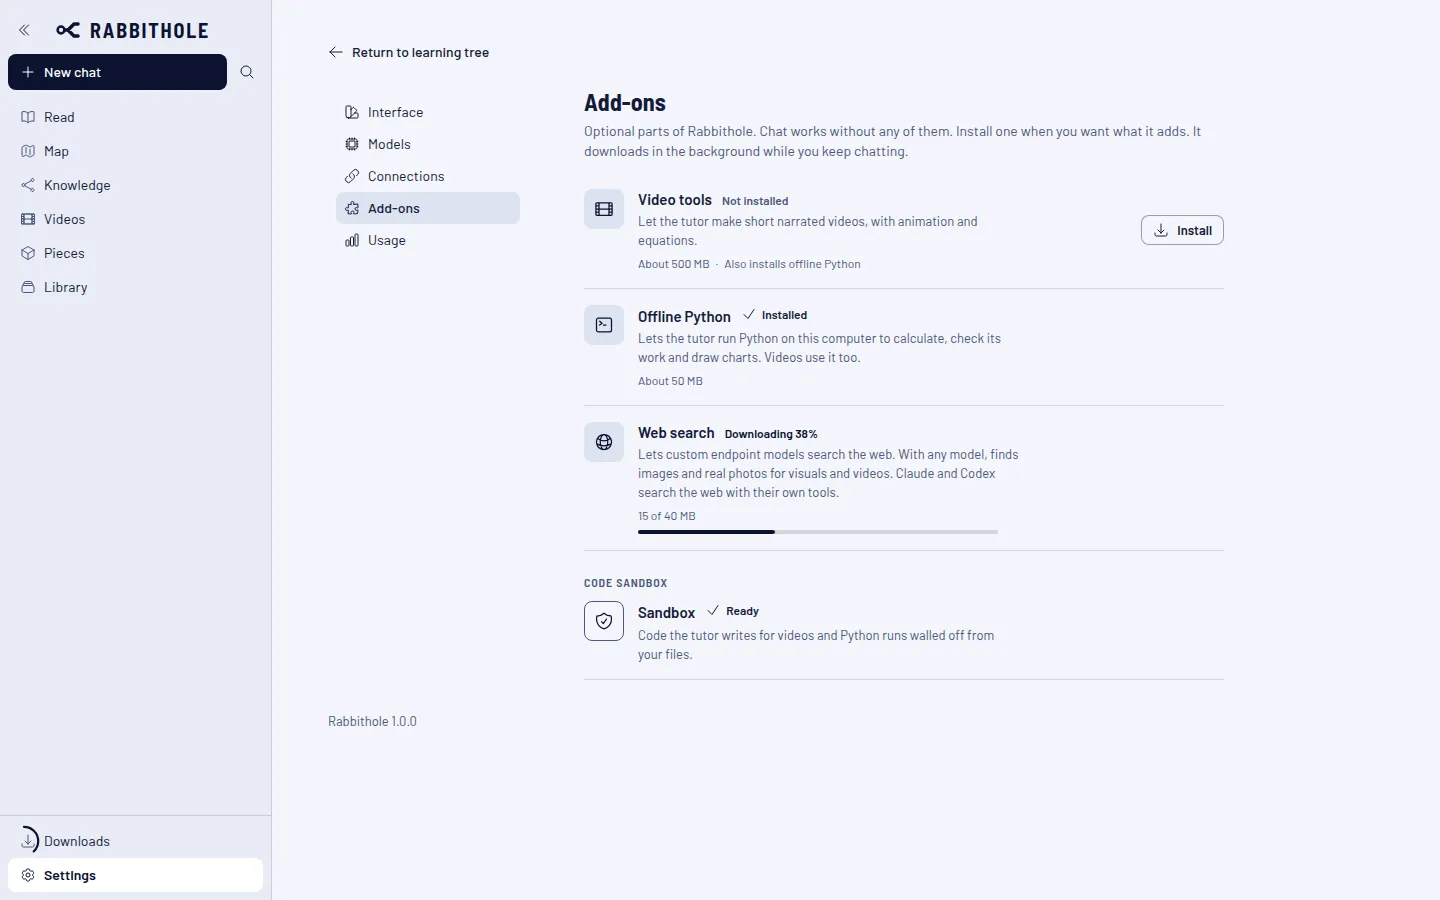 RABBITHOLE
New chat
Read
Map
Knowledge
Videos
Pieces
Library
Downloads
Settings
Return to learning tree
Interface
Models
Connections
Add-ons
Usage
Rabbithole 1.0.0
Add-ons
Optional parts of Rabbithole. Chat works without any of them. Install one when you want what it adds. It
downloads in the background while you keep chatting.
Video tools Not installed
Let the tutor make short narrated videos, with animation and
equations.
About 500 MB · Also installs offline Python
Install
Offline Python Installed
Lets the tutor run Python on this computer to calculate, check its
work and draw charts. Videos use it too.
About 50 MB
Web search Downloading 38%
Lets custom endpoint models search the web. With any model, finds
images and real photos for visuals and videos. Claude and Codex
search the web with their own tools.
15 of 40 MB
CODE SANDBOX
Sandbox Ready
Code the tutor writes for videos and Python runs walled off from
your files.